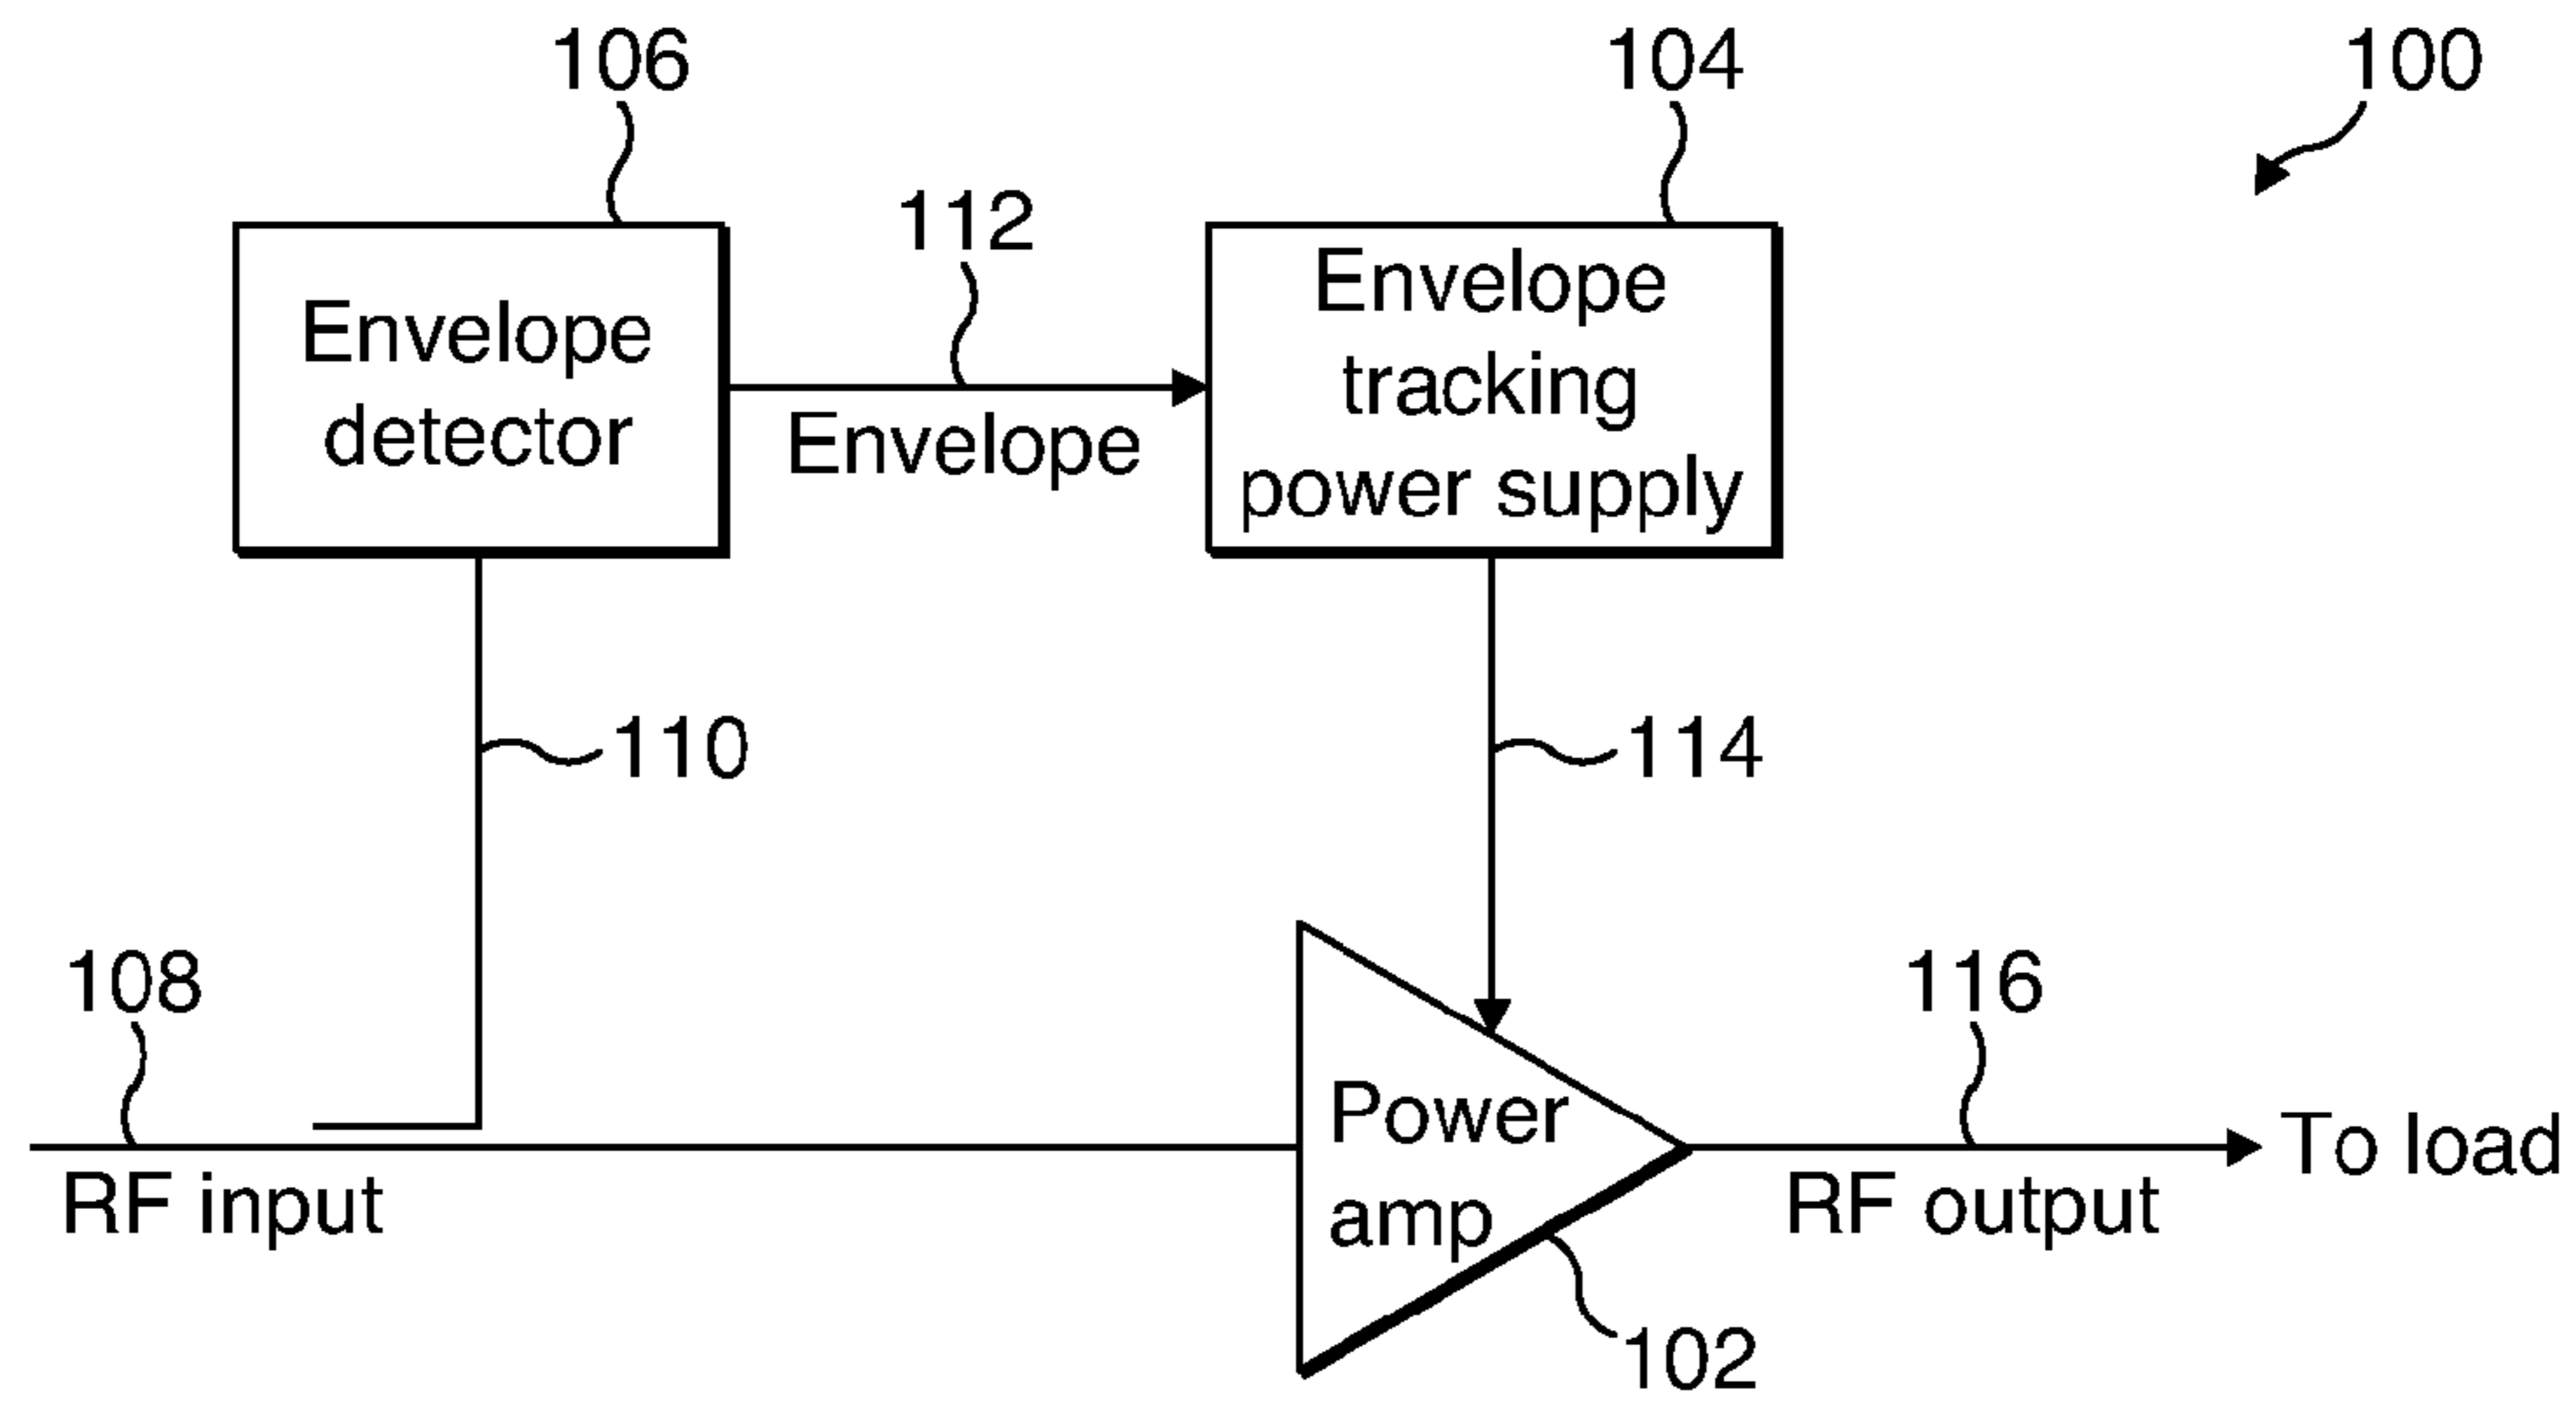 106
104
100
112
Envelope
detector
Envelope
Envelope
tracking
power supply
110
114
108
116
RF input
Power
amp
RF output
To load
102